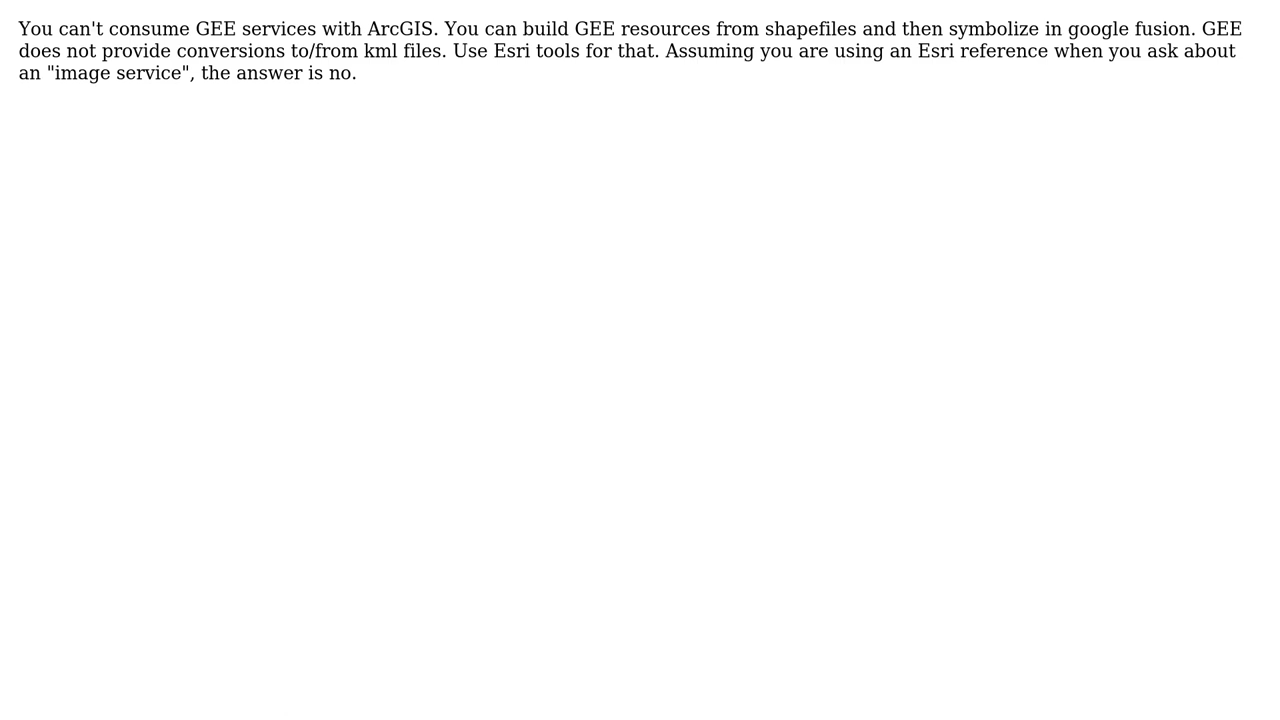 You can't consume GEE services with ArcGIS. You can build GEE resources from shapefiles and then symbolize in google fusion. GEE
does not provide conversions to/from kml files. Use Esri tools for that. Assuming you are using an Esri reference when you ask about
an "image service", the answer is no.